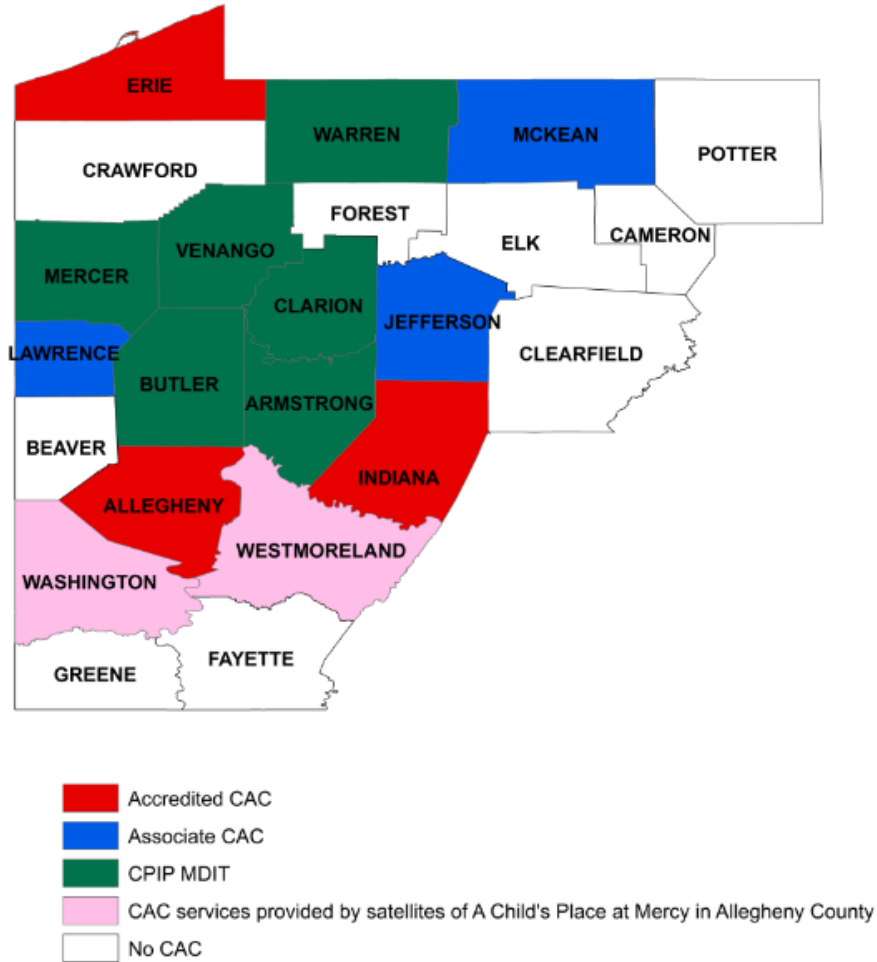 ERIE
WARREN
MCKEAN
POTTER
CRAWFORD
FOREST
CAMERON
ELK
VENANGO
MERCER
CLARION
JEFFERSON
LAWRENCE
CLEARFIELD
BUTLER
ARMSTRONG
BEAVER
INDIANA
ALLEGHENY
WESTMORELAND
WASHINGTON
FAYETTE
GREENE
Accredited CAC
Associate CAC
CPIP MDIT
CAC services provided by satellites of A Child's Place at Mercy in Allegheny County
No CAC